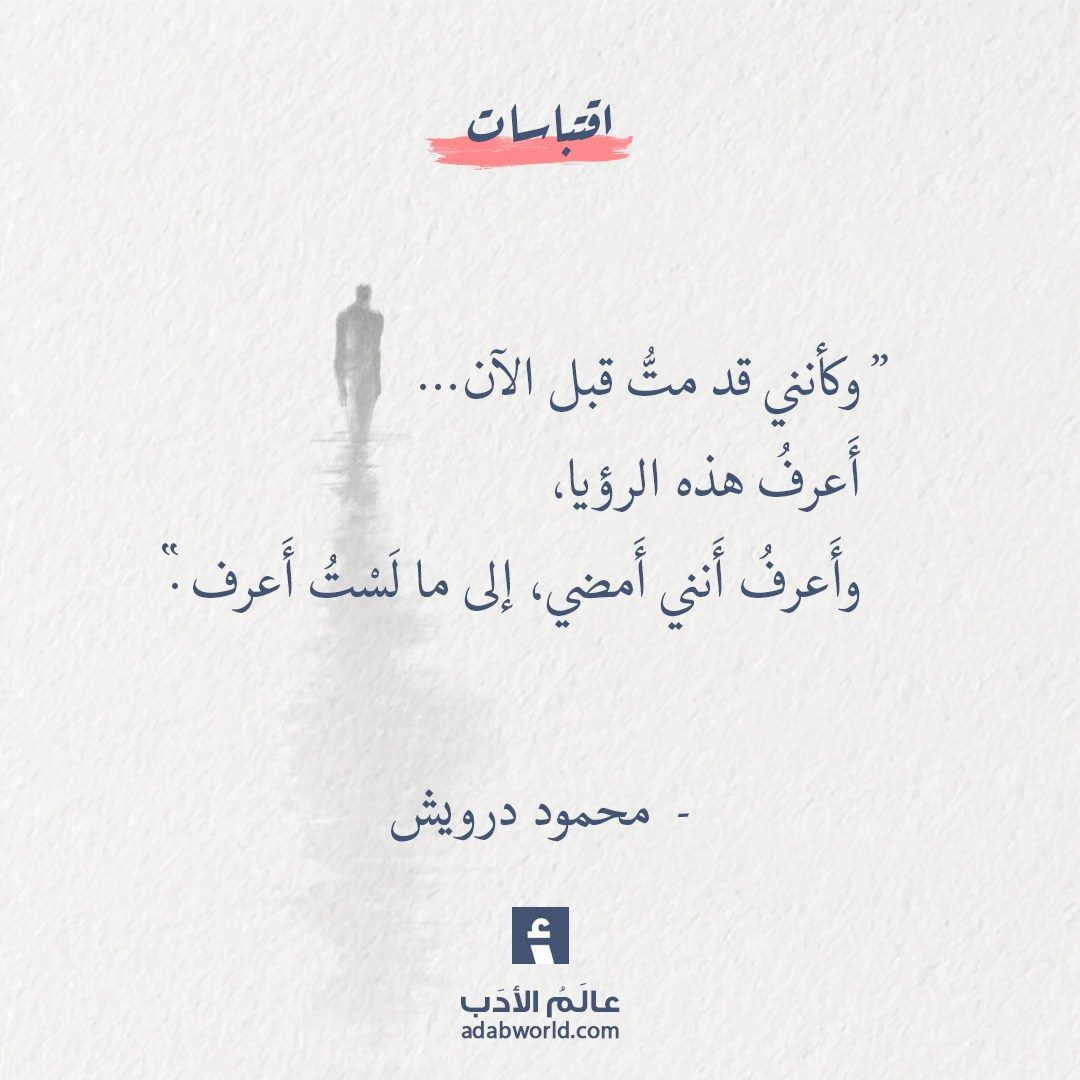 اقتباسات
” وكأنني قد متُّ قبل الآن...
أَعرفُ هذه الرؤيا،
وأَعرفُ أَنني أَمضي، إلى ما لَسْتُ أَعرف .“
- محمود درويش
أ
عالَمُ الأدَب
adabworld.com